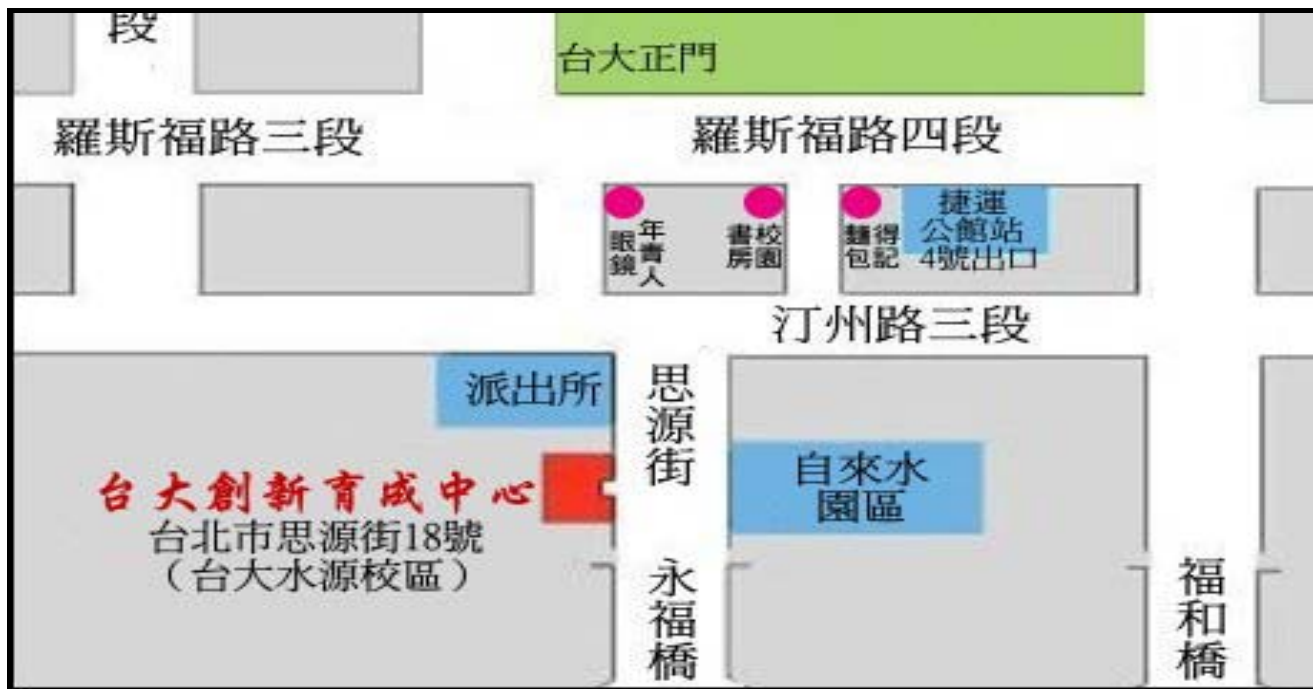 段
台大正門
羅斯福路三段
羅斯福路四段
年青人
眼鏡
校園
書房
得記
麵包
捷運
公館站
4號出口
汀州路三段
派出所
思源街
自來水
園區
台大創新育成中心
台北市思源街18號
（台大水源校區）
永福橋
福和橋